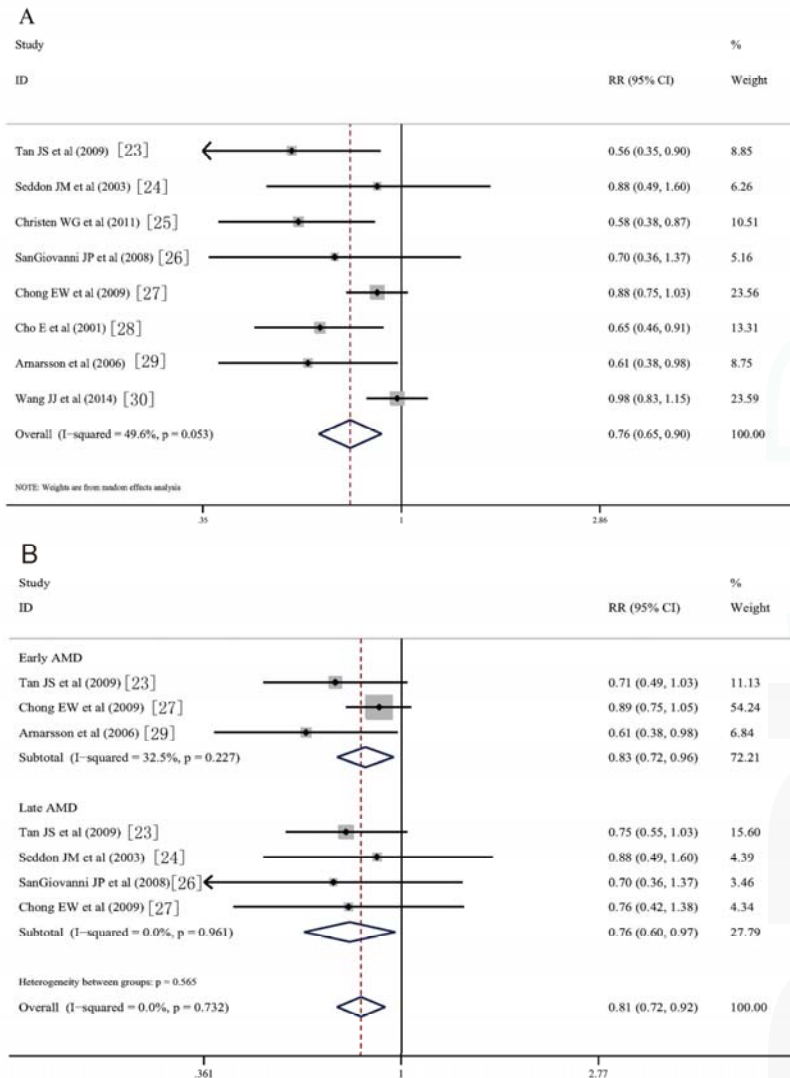 A
Study %
ID RR (95% CI) Weight
Tan JS et al (2009) [23] 0.56 (0.35, 0.90) 8.85
Seddon JM et al (2003) [24] 0.88 (0.49, 1.60) 6.26
Christen WG et al (2011) [25] 0.58 (0.38, 0.87) 10.51
SanGiovanni JP et al (2008) [26] 0.70 (0.36, 1.37) 5.16
Chong EW et al (2009) [27] 0.88 (0.75, 1.03) 23.56
Cho E et al (2001) [28] 0.65 (0.46, 0.91) 13.31
Arnarsson et al (2006) [29] 0.61 (0.38, 0.98) 8.75
Wang JJ et al (2014) [30] 0.98 (0.83, 1.15) 23.59
Overall (I-squared = 49.6%, p = 0.053) 0.76 (0.65, 0.90) 100.00
NOTE: Weights are from random effects analysis
.35 1 2.86
B
Study %
ID RR (95% CI) Weight
Early AMD
Tan JS et al (2009) [23] 0.71 (0.49, 1.03) 11.13
Chong EW et al (2009) [27] 0.89 (0.75, 1.05) 54.24
Arnarsson et al (2006) [29] 0.61 (0.38, 0.98) 6.84
Subtotal (I-squared = 32.5%, p = 0.227) 0.83 (0.72, 0.96) 72.21
Late AMD
Tan JS et al (2009) [23] 0.75 (0.55, 1.03) 15.60
Seddon JM et al (2003) [24] 0.88 (0.49, 1.60) 4.39
SanGiovanni JP et al (2008)[26] 0.70 (0.36, 1.37) 3.46
Chong EW et al (2009) [27] 0.76 (0.42, 1.38) 4.34
Subtotal (I-squared = 0.0%, p = 0.961) 0.76 (0.60, 0.97) 27.79
Heterogeneity between groups: p = 0.565
Overall (I-squared = 0.0%, p = 0.732) 0.81 (0.72, 0.92) 100.00
.361 1 2.77